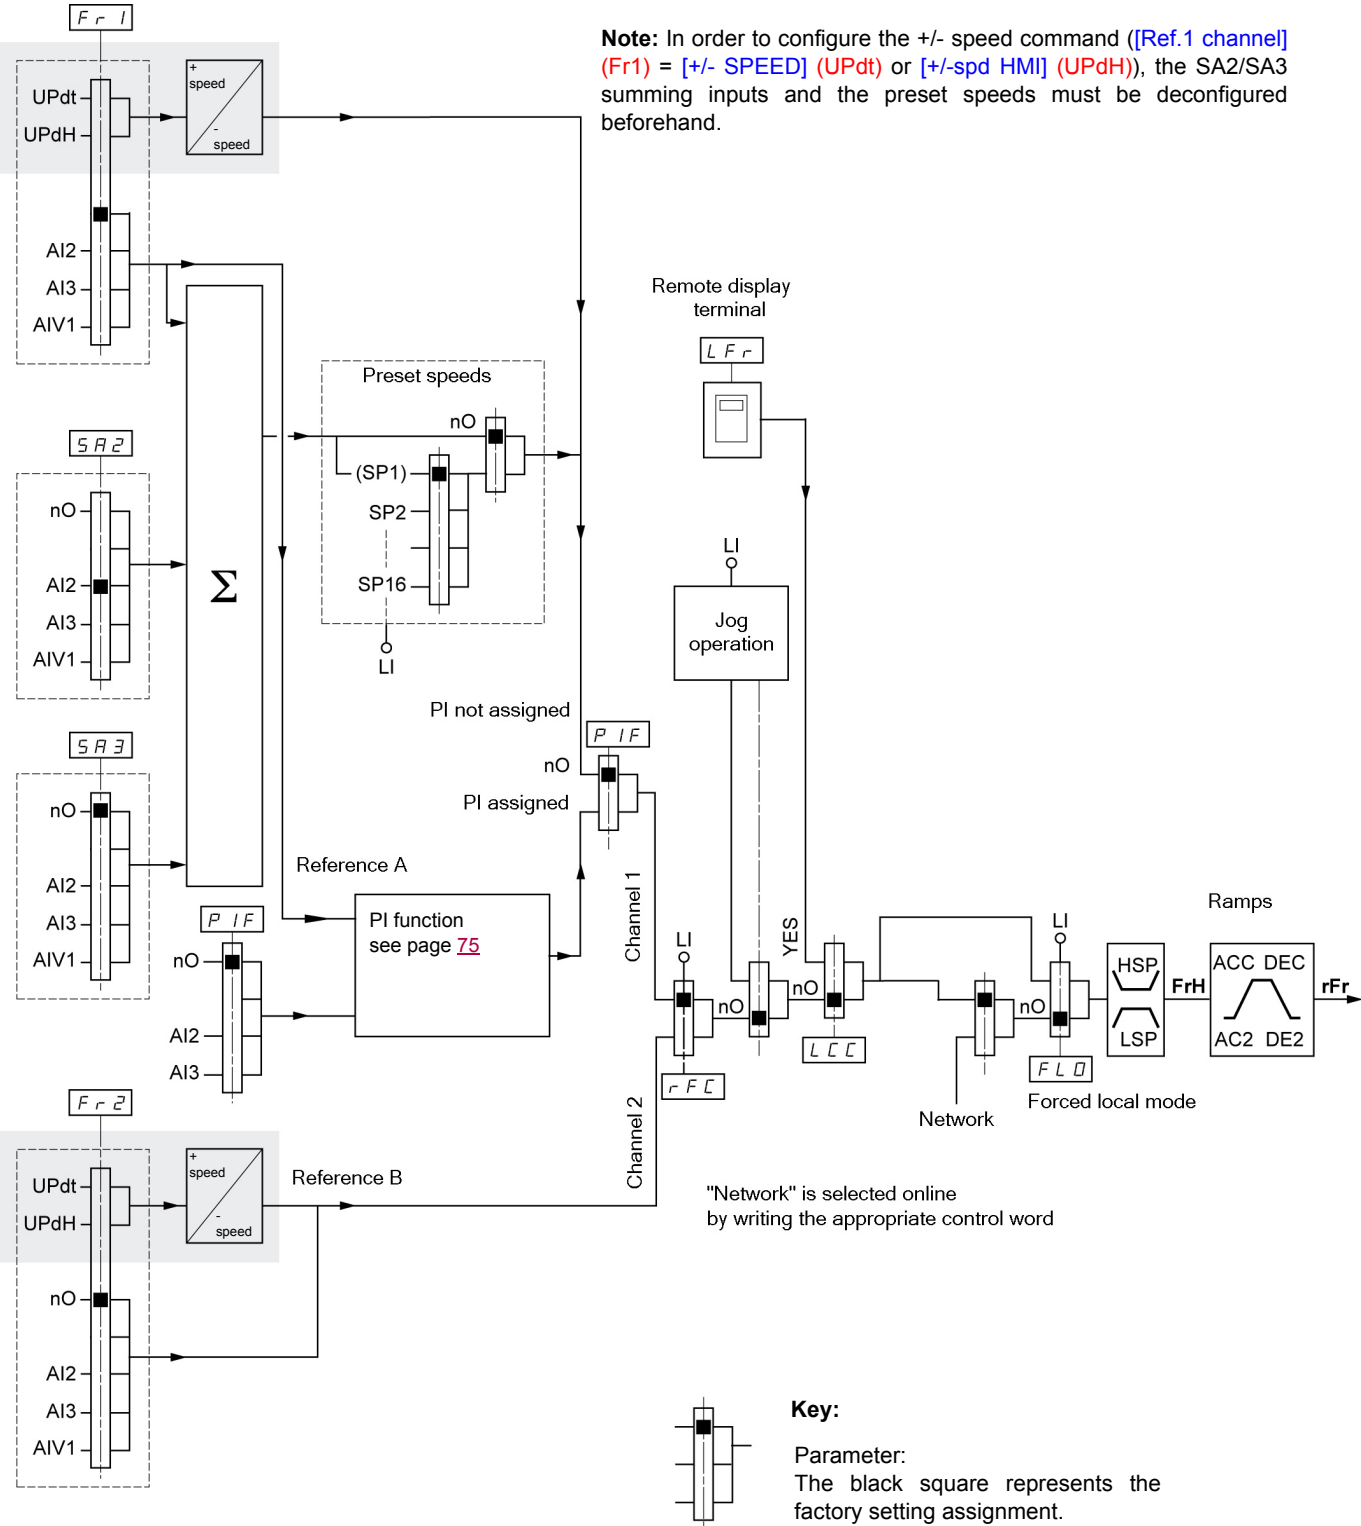 Fr1
Note: In order to configure the +/- speed command ([Ref.1 channel]
(Fr1) = [+/- SPEED] (UPdt) or [+/-spd HMI] (UPdH)), the SA2/SA3
summing inputs and the preset speeds must be deconfigured
beforehand.
+
speed
-
speed
UPdt
UPdH
AI2
AI3
AIV1
Remote display
terminal
LFr
Preset speeds
nO
(SP1)
SP2
SP16
LI
SA2
nO
AI2
AI3
AIV1
Σ
LI
Jog
operation
PI not assigned
PIF
nO
PI assigned
SA3
nO
AI2
AI3
AIV1
Reference A
PIF
nO
AI2
AI3
PI function
see page 75
Channel 1
LI
rFC
nO
YES
nO
LCC
Network
nO
LI
FLO
Forced local mode
HSP
LSP
FrH
Ramps
ACC DEC
AC2 DE2
rFr
Fr2
+
speed
-
speed
UPdt
UPdH
Reference B
Channel 2
"Network" is selected online
by writing the appropriate control word
nO
AI2
AI3
AIV1
Key:
Parameter:
The black square represents the
factory setting assignment.